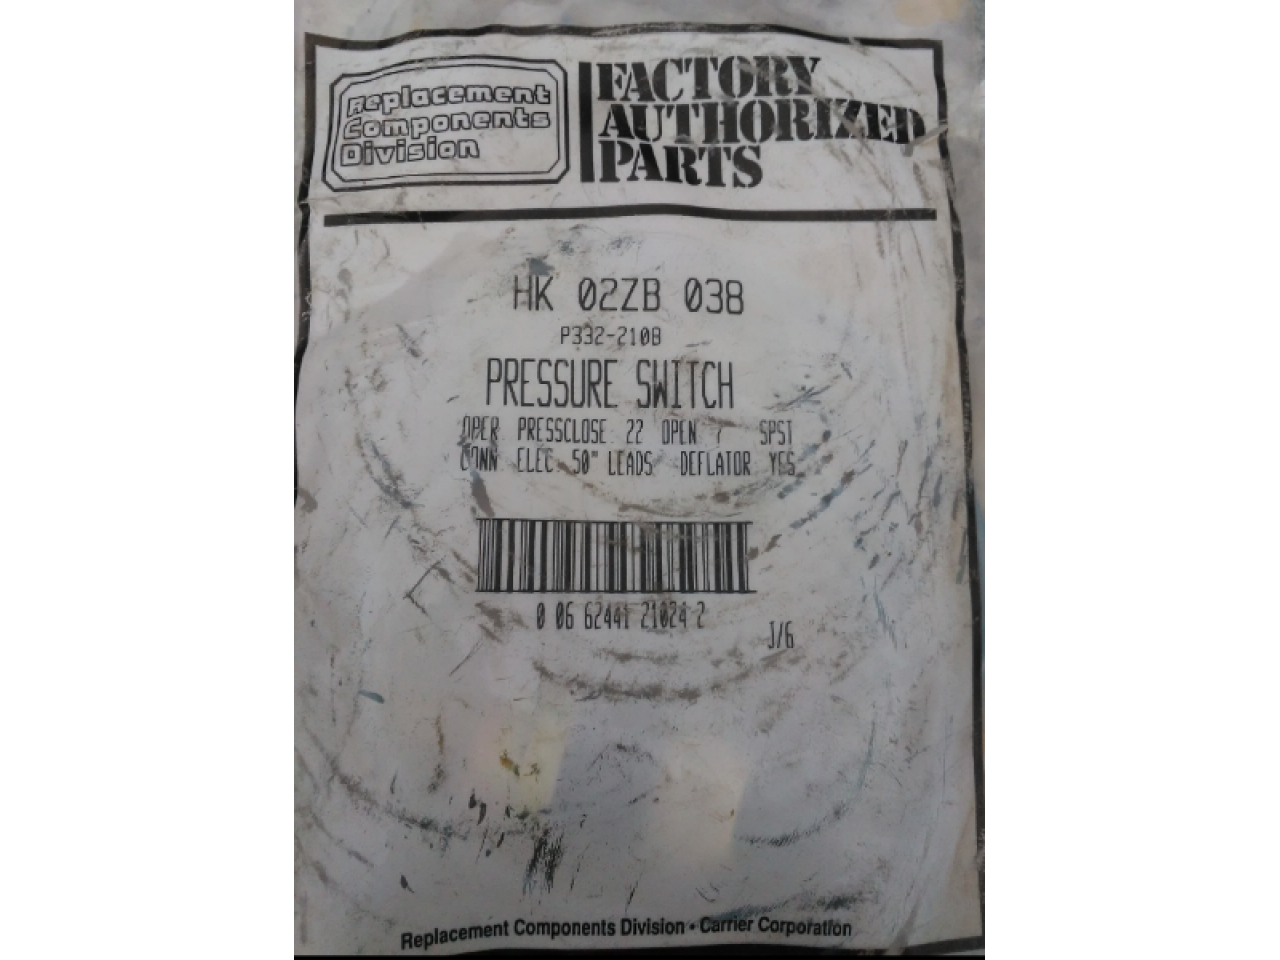 Replacement
Components
Division
FACTORY
AUTHORIZED
PARTS
HK 02ZB 038
P332-2108
PRESSURE SWITCH
OPER PRESSCLOSE: 22 OPEN 7 SPST
CONN ELEC: 50" LEADS DEFLATOR YES
0 06 62441 21024 2
J/6
Replacement Components Division • Carrier Corporation